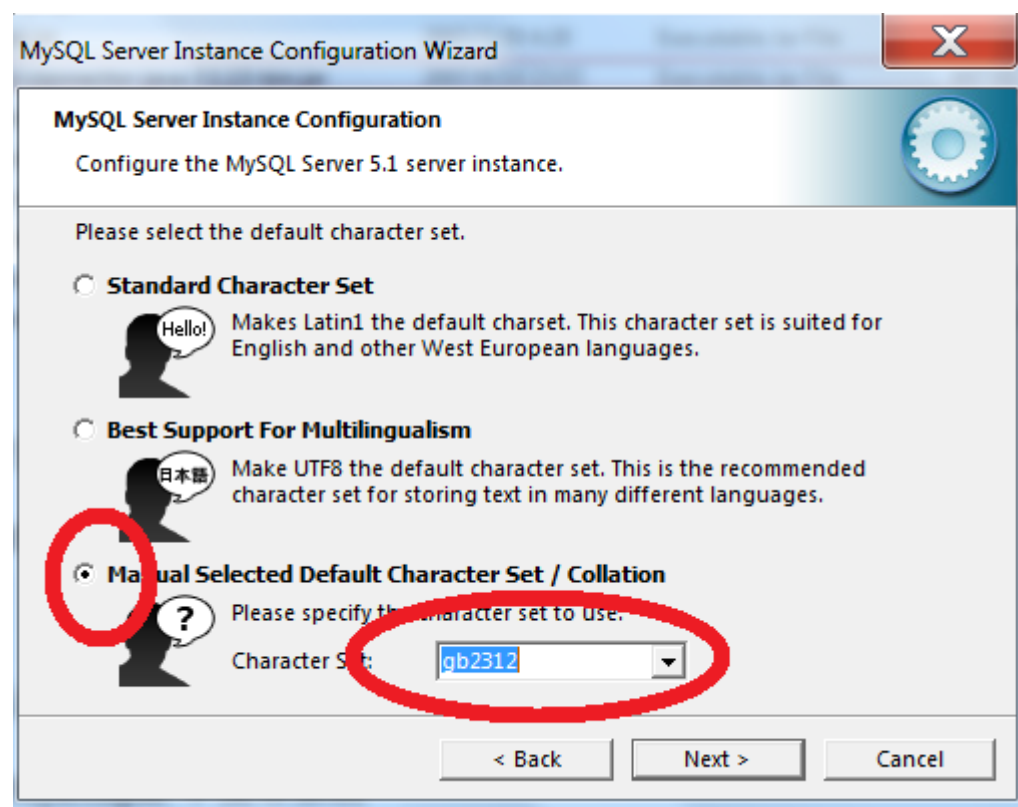 MySQL Server Instance Configuration Wizard
MySQL Server Instance Configuration
Configure the MySQL Server 5.1 server instance.
Please select the default character set.
Standard Character Set
Hello!
Makes Latin1 the default charset. This character set is suited for
English and other West European languages.
Best Support For Multilingualism
日本語
Make UTF8 the default character set. This is the recommended
character set for storing text in many different languages.
Manual Selected Default Character Set / Collation
?
Please specify the character set to use.
Character Set:
gb2312
< Back
Next >
Cancel